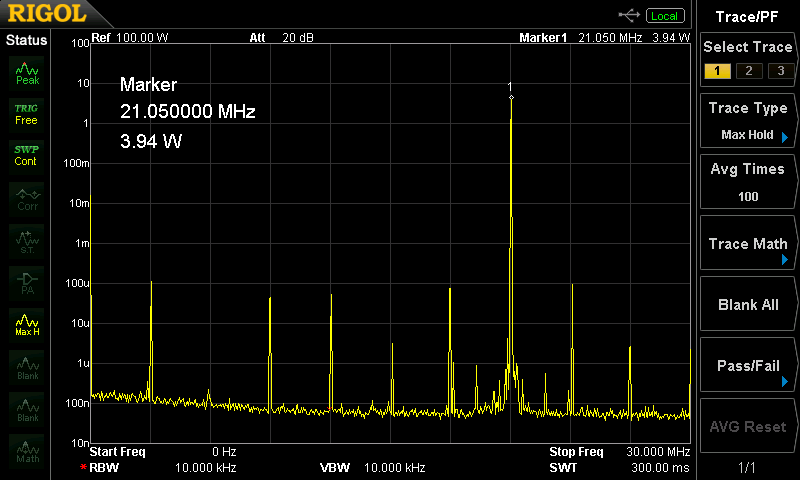 RIGOL
Local
Status
Peak
TRIG
Free
SWP
Cont
Corr
S.T.
PA
Max H
Blank
Blank
Math
Ref 100.00 W Att 20 dB Marker1 21.050 MHz 3.94 W
100
10
1
100m
10m
1m
100u
10u
1u
100n
10n
Marker
21.050000 MHz
3.94 W
1
Start Freq 0 Hz Stop Freq 30.000 MHz
RBW 10.000 kHz VBW 10.000 kHz SWT 300.00 ms
Trace/PF
Select Trace
1 2 3
Trace Type
Max Hold
Avg Times
100
Trace Math
Blank All
Pass/Fail
AVG Reset
1/1